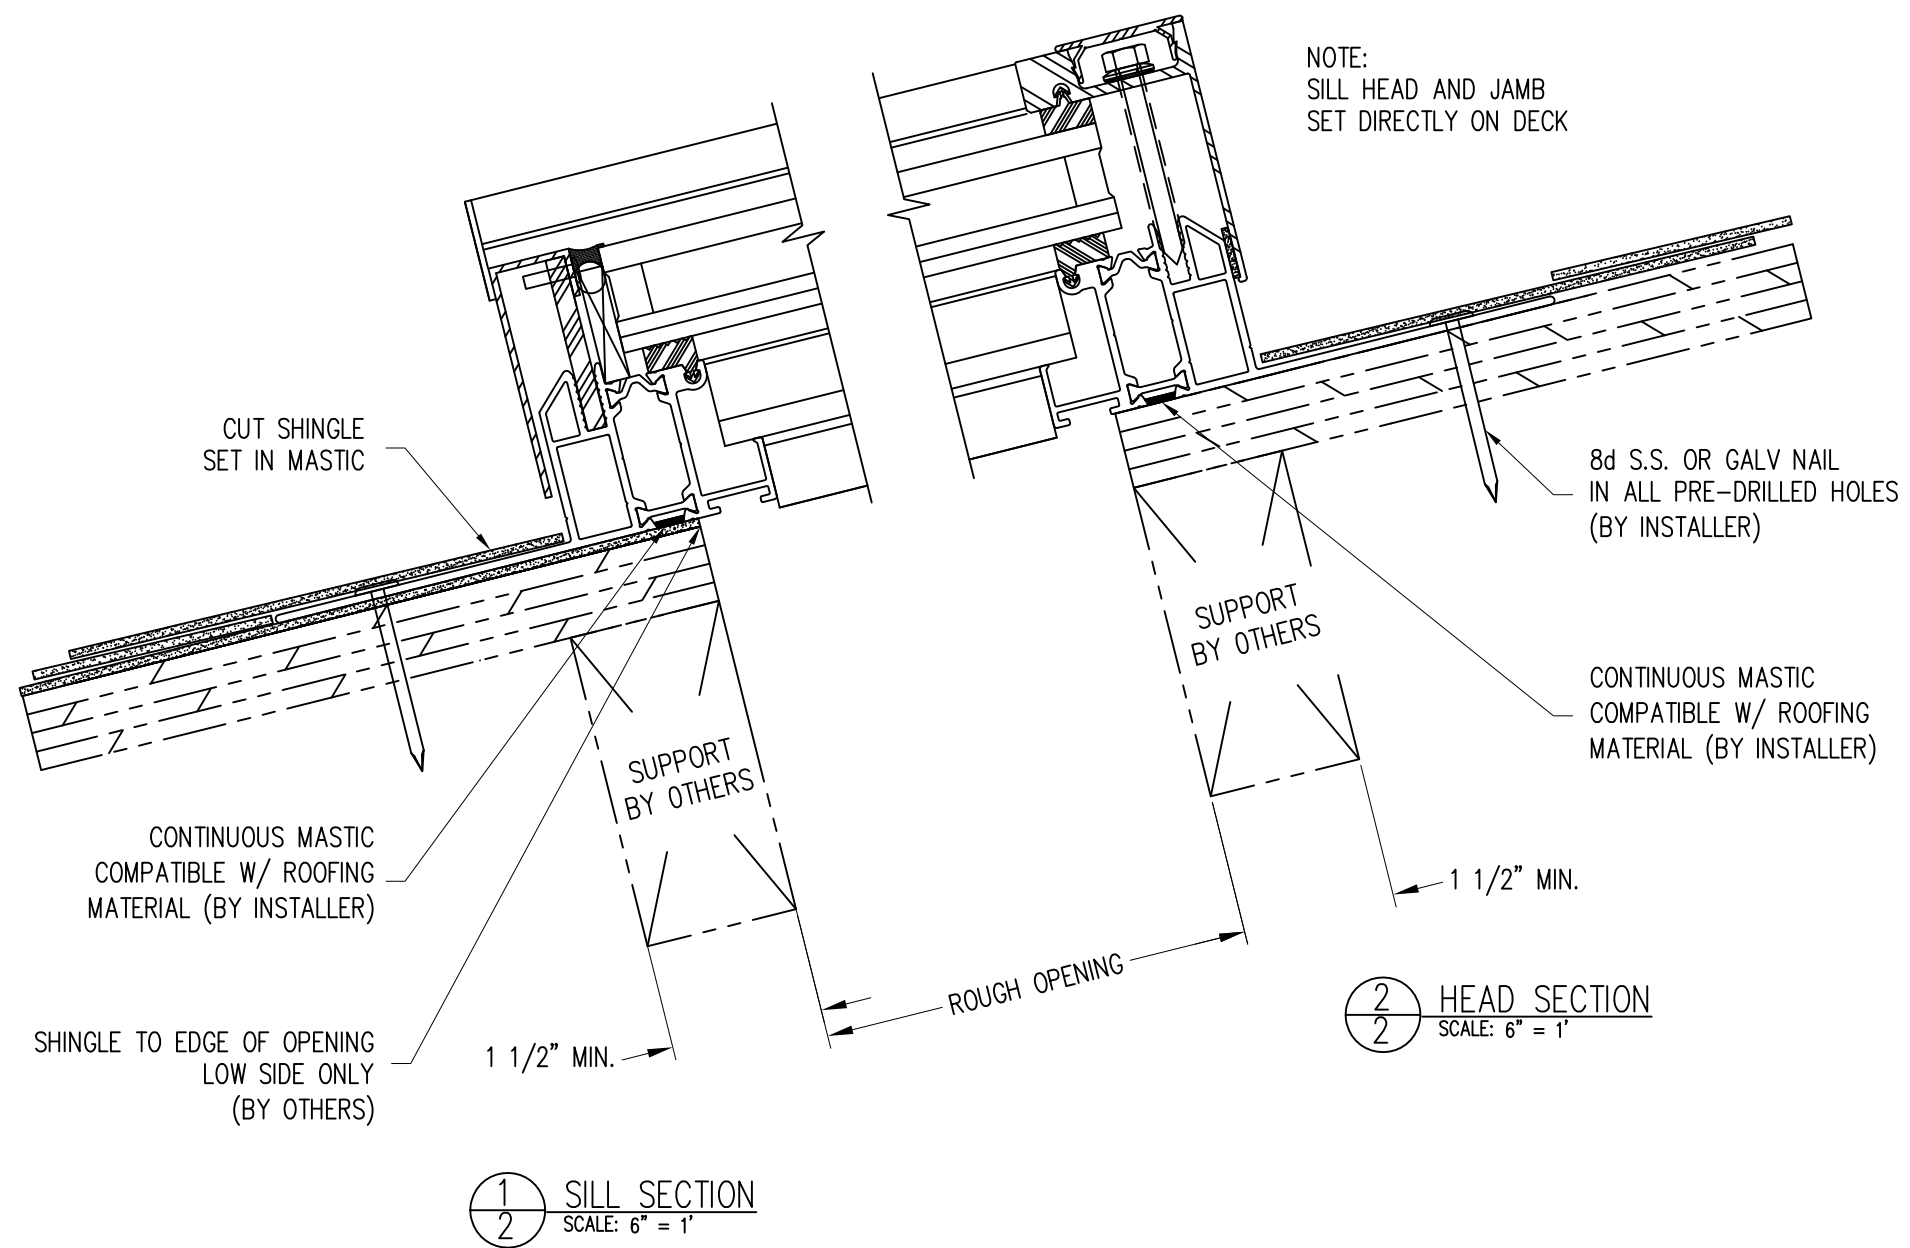 NOTE:
SILL HEAD AND JAMB
SET DIRECTLY ON DECK
CUT SHINGLE
SET IN MASTIC
8d S.S. OR GALV NAIL
IN ALL PRE-DRILLED HOLES
(BY INSTALLER)
SUPPORT
BY OTHERS
CONTINUOUS MASTIC
COMPATIBLE W/ ROOFING
MATERIAL (BY INSTALLER)
SUPPORT
BY OTHERS
CONTINUOUS MASTIC
COMPATIBLE W/ ROOFING
MATERIAL (BY INSTALLER)
1 1/2" MIN.
ROUGH OPENING
SHINGLE TO EDGE OF OPENING
LOW SIDE ONLY
(BY OTHERS)
1 1/2" MIN.
2
2
HEAD SECTION
SCALE: 6" = 1'
1
2
SILL SECTION
SCALE: 6" = 1'